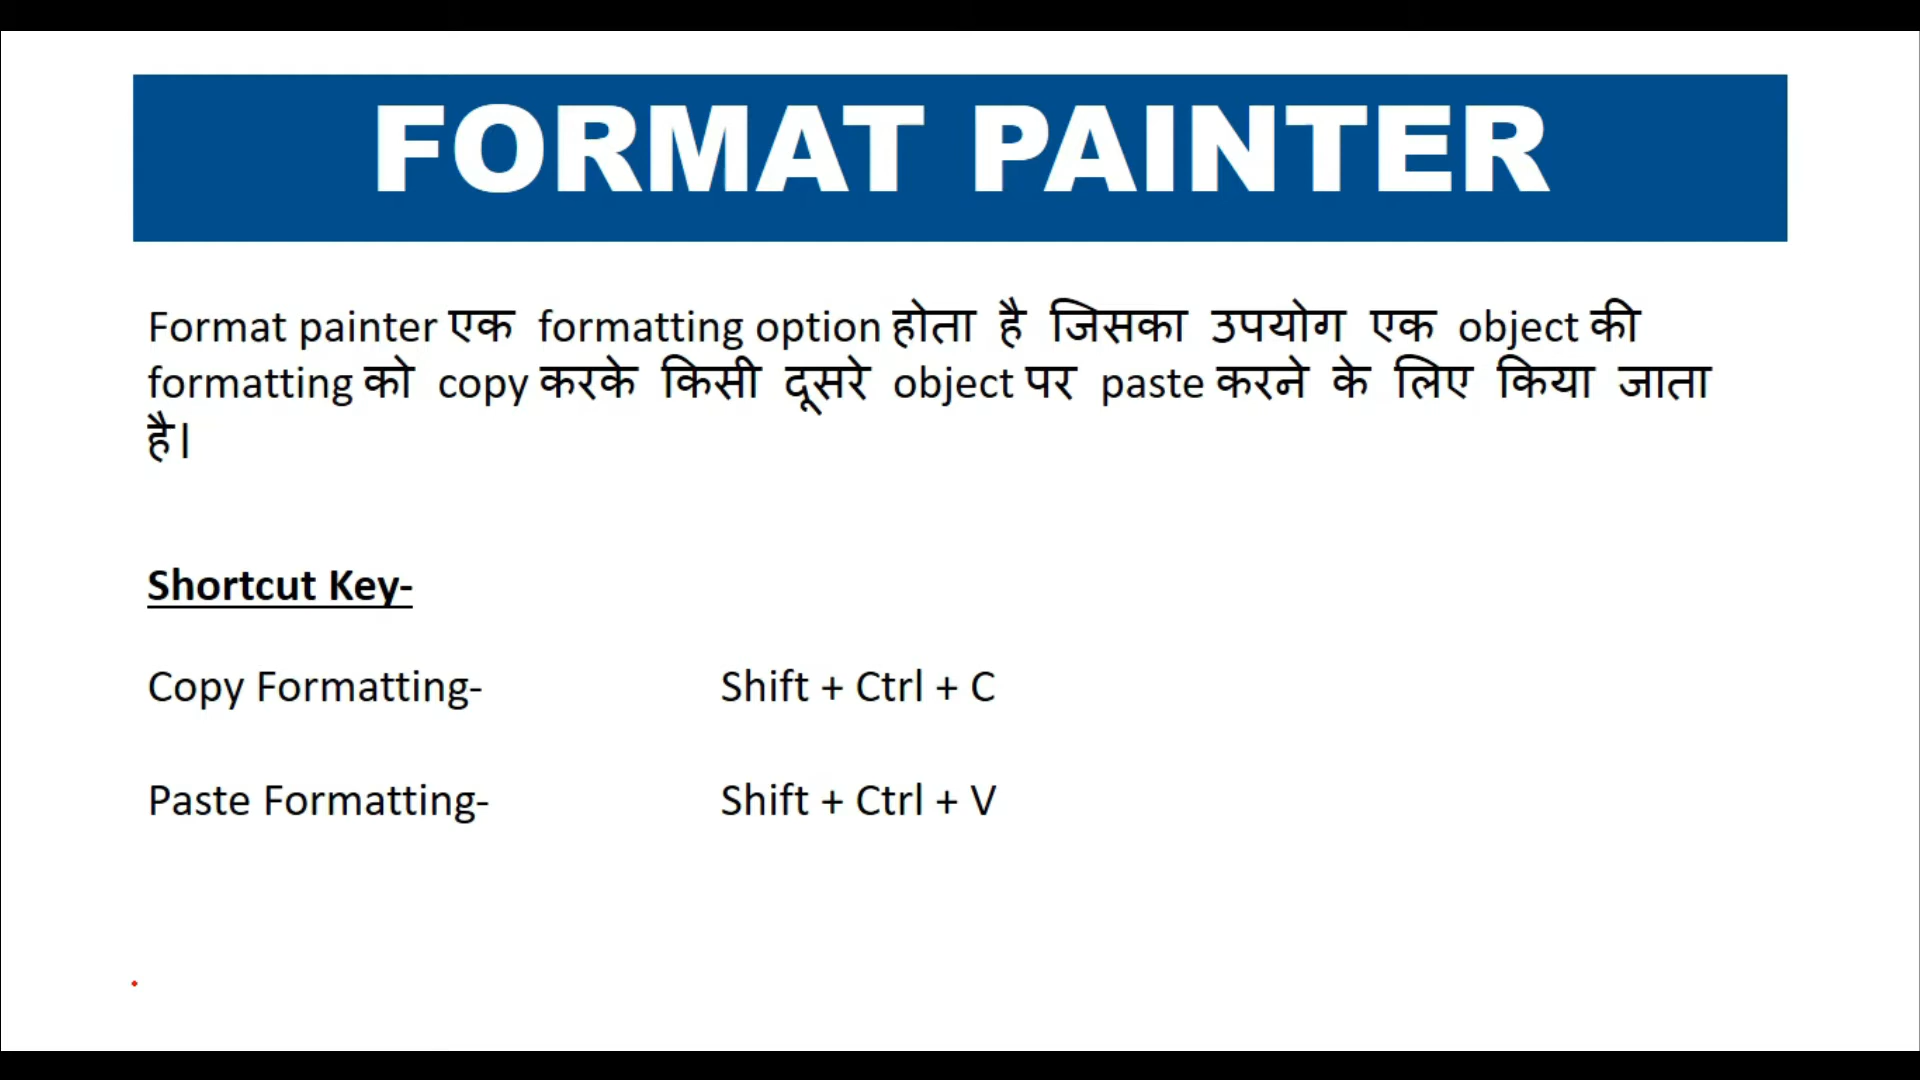 FORMAT PAINTER
Format painter एक formatting option होता है जिसका उपयोग एक object की
formatting को copy करके किसी दूसरे object पर paste करने के लिए किया जाता
है।
Shortcut Key-
Copy Formatting- Shift + Ctrl + C
Paste Formatting- Shift + Ctrl + V